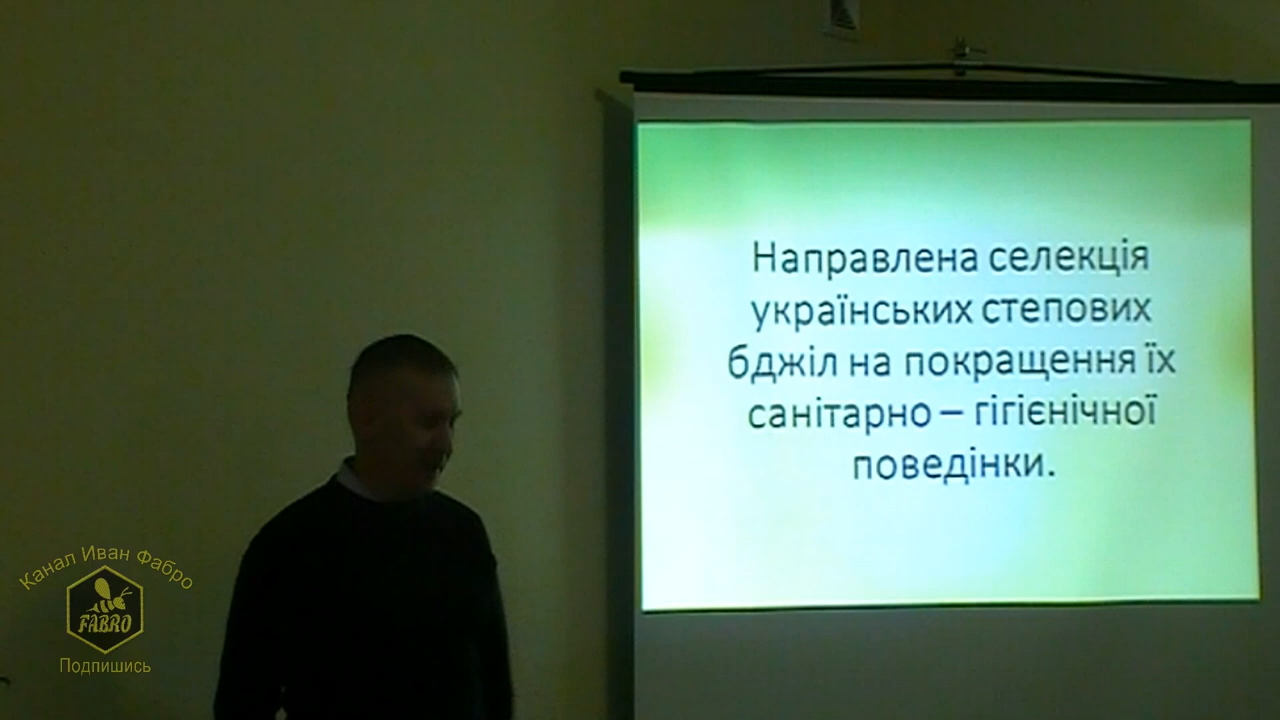 Направлена селекція
українських степових
бджіл на покращення їх
санітарно – гігієнічної
поведінки.
Канал Иван Фабро
FABRO
Подпишись